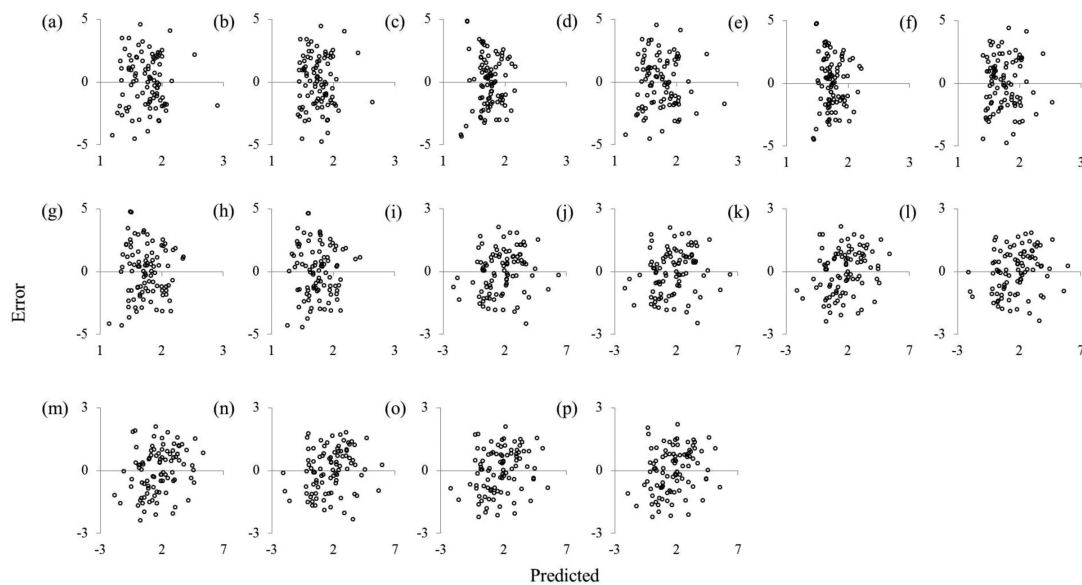 (a) (b) (c) (d) (e) (f)
5 5 5 5 5 5
0 0 0 0 0 0
-5 -5 -5 -5 -5 -5
1 2 3 1 2 3 1 2 3 1 2 3 1 2 3 1 2 3
(g) (h) (i) (j) (k) (l)
5 5 3 3 3 3
0 0 0 0 0 0
Error
-5 -5 -3 -3 -3 -3
1 2 3 1 2 3 -3 2 7 -3 2 7 -3 2 7 -3 2 7
(m) (n) (o) (p)
3 3 3 3
0 0 0 0
-3 -3 -3 -3
-3 2 7 -3 2 7 -3 2 7 -3 2 7
Predicted